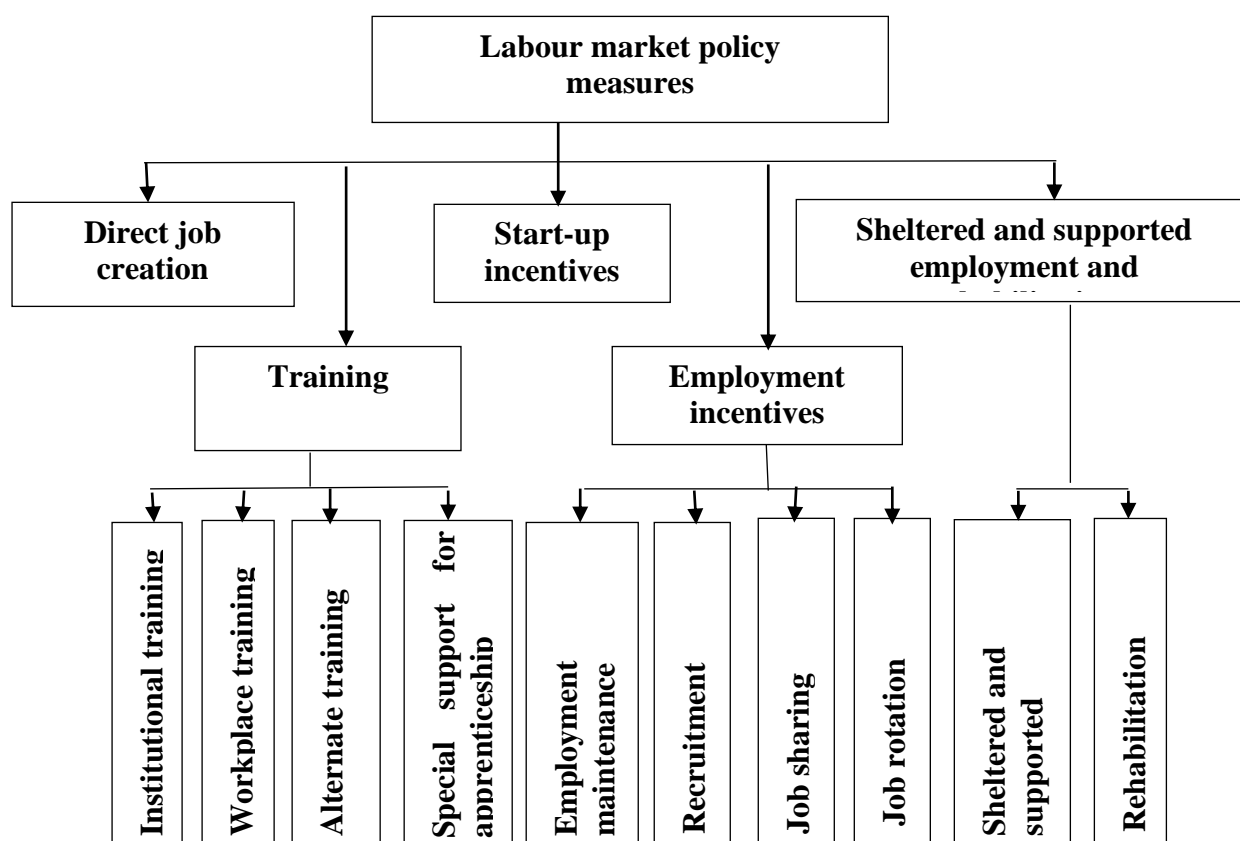 Labour market policy
measures
Direct job
creation
Start-up
incentives
Sheltered and supported
employment and
Training
Employment
incentives
Institutional training
Workplace training
Alternate training
Special support for
apprenticeship
Employment
maintenance
Recruitment
Job sharing
Job rotation
Sheltered and
supported
Rehabilitation